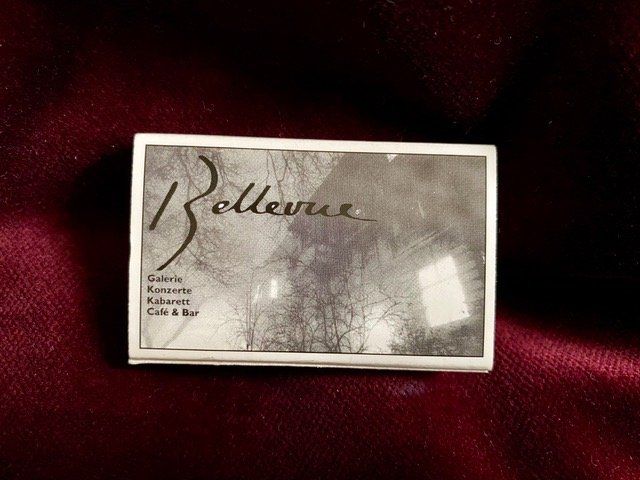 Bellevue
Galerie
Konzerte
Kabarett
Café & Bar